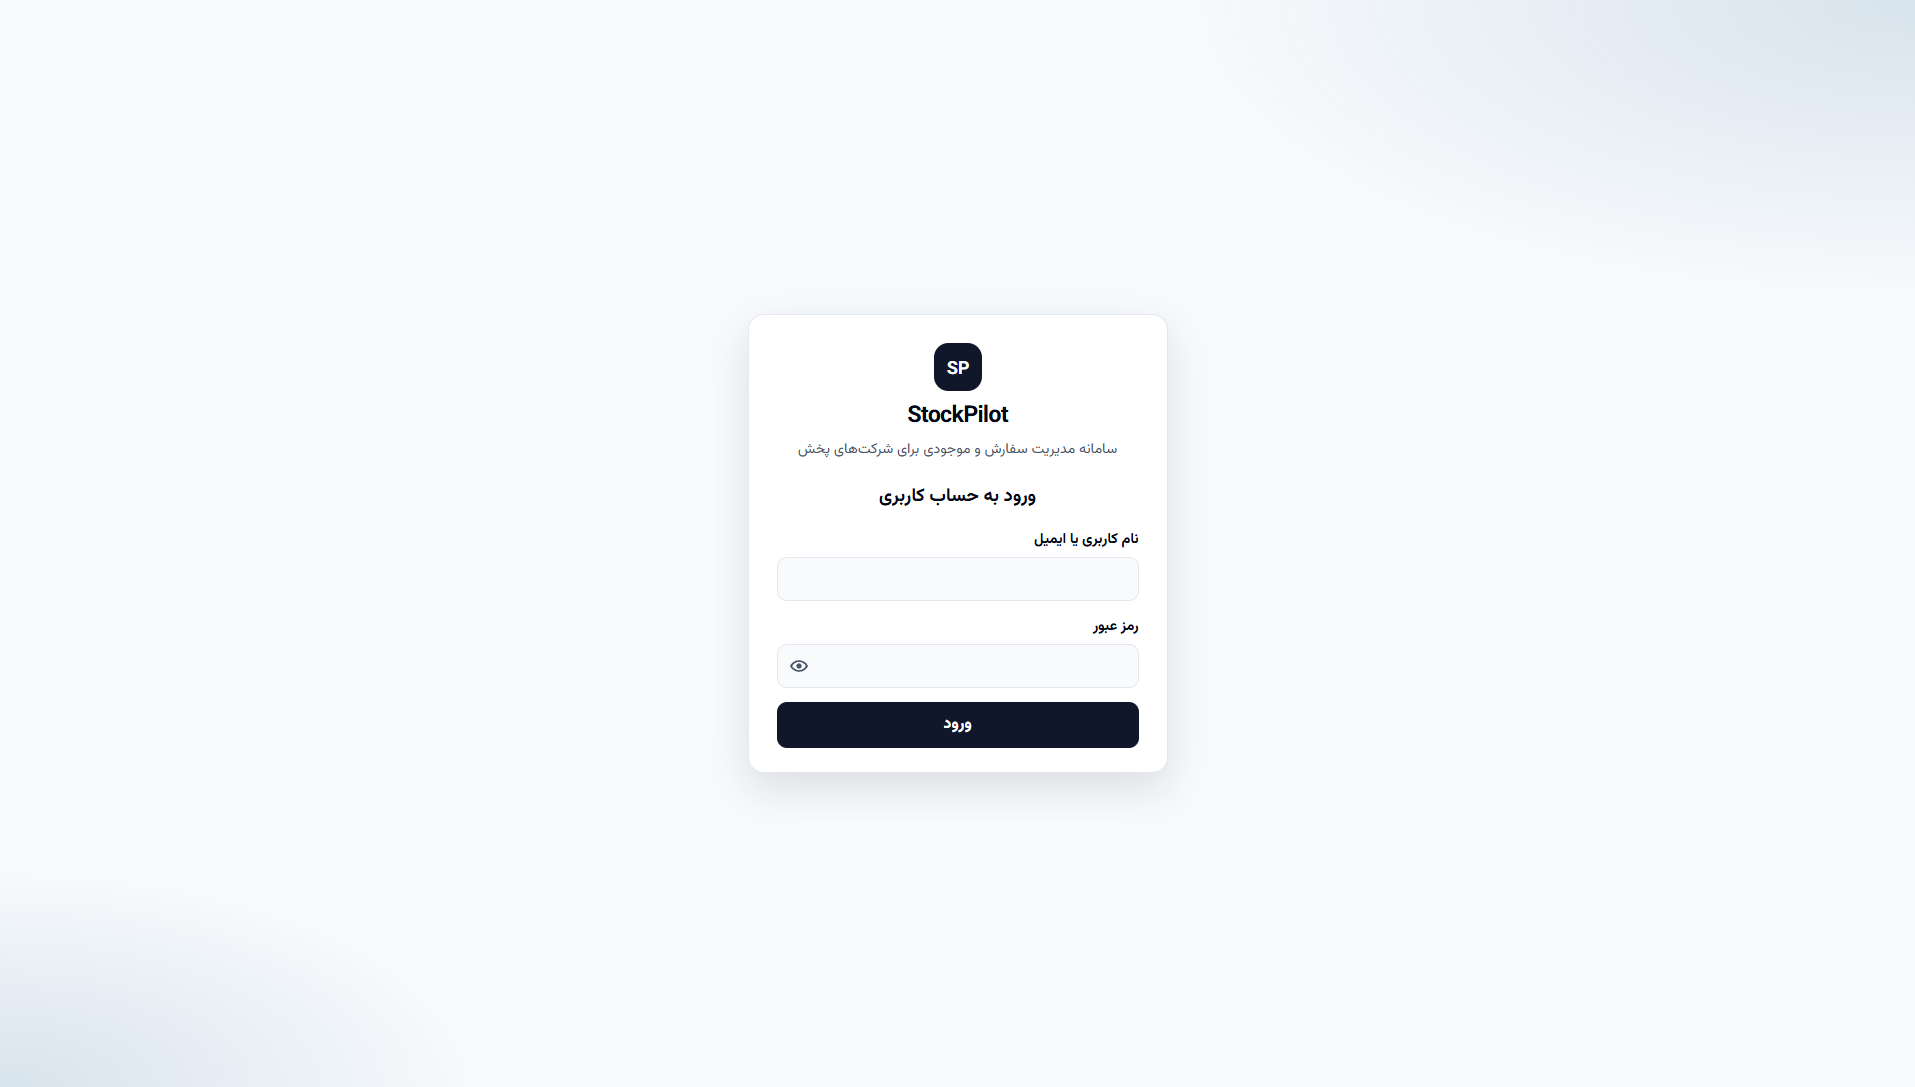 SP
StockPilot
سامانه مدیریت سفارش و موجودی برای شرکت‌های پخش
ورود به حساب کاربری
نام کاربری یا ایمیل
رمز عبور
ورود